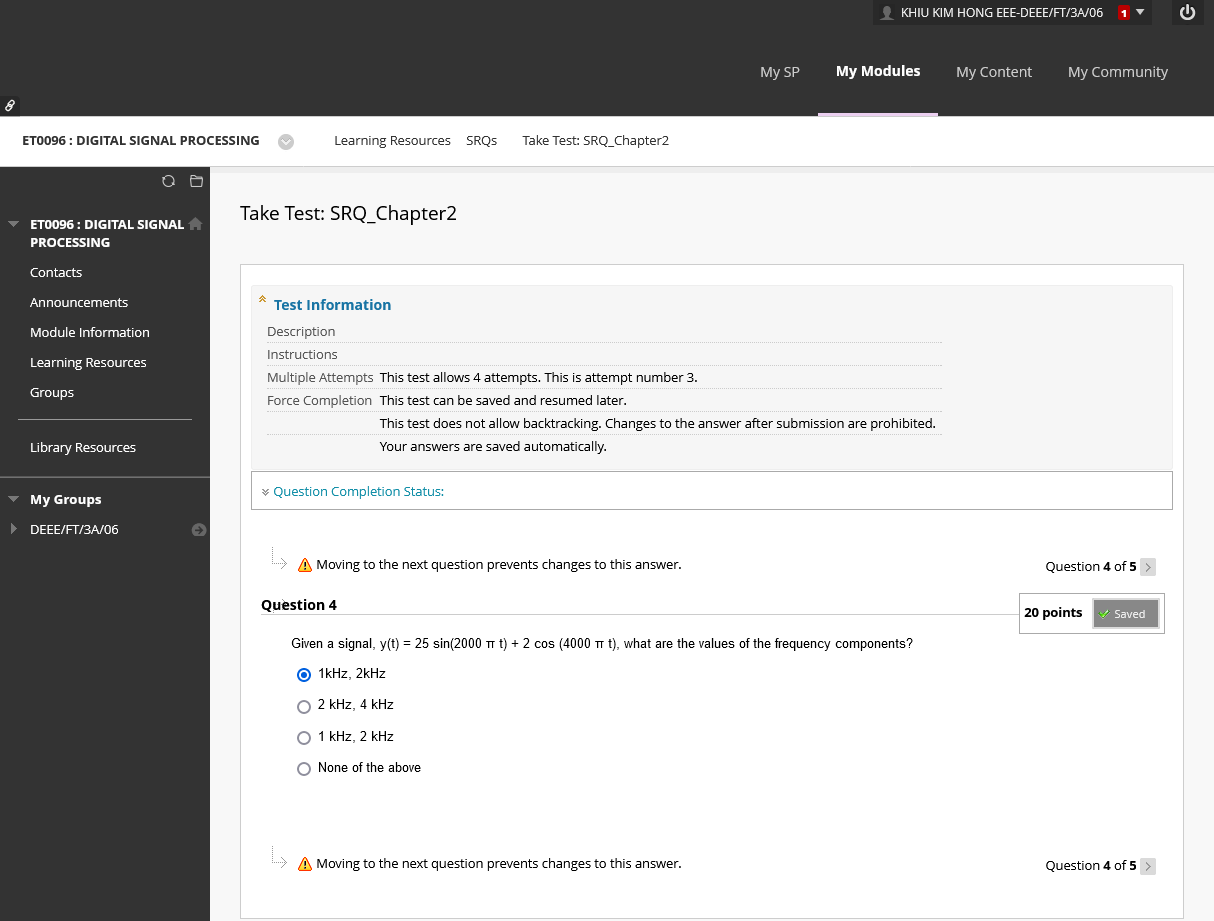 KHIU KIM HONG EEE-DEEE/FT/3A/06 1
My SP My Modules My Content My Community
ET0096 : DIGITAL SIGNAL PROCESSING Learning Resources SRQs Take Test: SRQ_Chapter2
ET0096 : DIGITAL SIGNAL
PROCESSING
Contacts
Announcements
Module Information
Learning Resources
Groups
Library Resources
My Groups
DEEE/FT/3A/06
Take Test: SRQ_Chapter2
Test Information
Description
Instructions
Multiple Attempts This test allows 4 attempts. This is attempt number 3.
Force Completion This test can be saved and resumed later.
This test does not allow backtracking. Changes to the answer after submission are prohibited.
Your answers are saved automatically.
Question Completion Status:
Moving to the next question prevents changes to this answer. Question 4 of 5
Question 4 20 points Saved
Given a signal, y(t) = 25 sin(2000 π t) + 2 cos (4000 π t), what are the values of the frequency components?
1kHz, 2kHz
2 kHz, 4 kHz
1 kHz, 2 kHz
None of the above
Moving to the next question prevents changes to this answer. Question 4 of 5